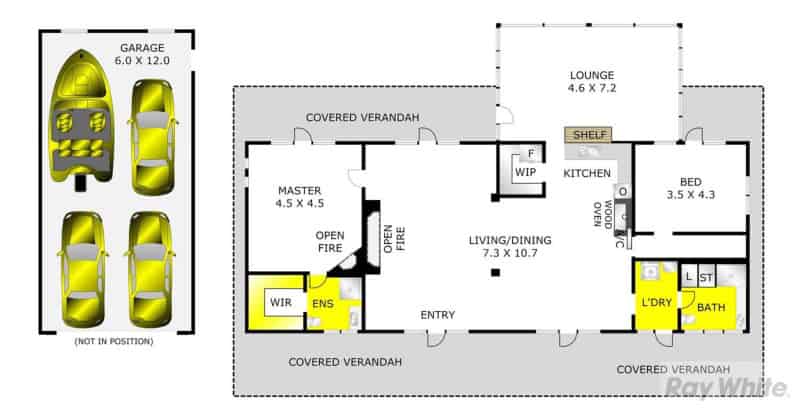 GARAGE
6.0 X 12.0
(NOT IN POSITION)
LOUNGE
4.6 X 7.2
COVERED VERANDAH
SHELF
F
WIP
KITCHEN
O
WOOD
OVEN
A/C
BED
3.5 X 4.3
MASTER
4.5 X 4.5
OPEN
FIRE
OPEN
FIRE
LIVING/DINING
7.3 X 10.7
WIR
ENS
ENTRY
L'DRY
L
ST
BATH
COVERED VERANDAH
COVERED VERANDAH
Ray White.